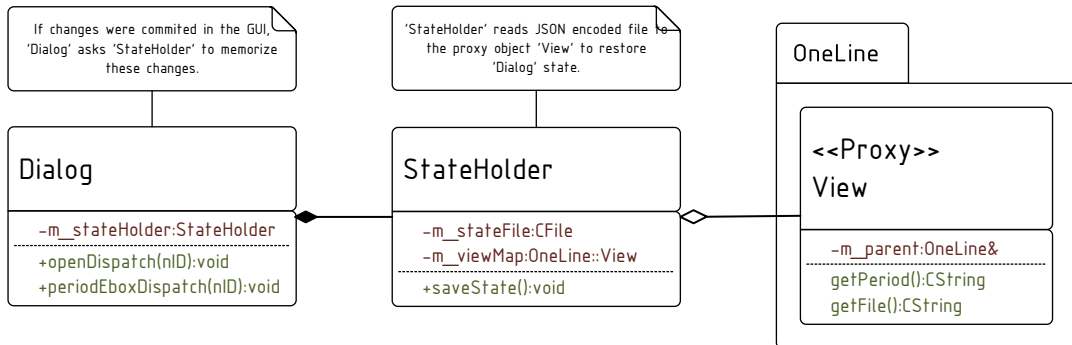 If changes were commited in the GUI,
'Dialog' asks 'StateHolder' to memorize
these changes.
'StateHolder' reads JSON encoded file to
the proxy object 'View' to restore
'Dialog' state.
OneLine
Dialog
-m_stateHolder:StateHolder
+openDispatch(nID):void
+periodEboxDispatch(nID):void
StateHolder
-m_stateFile:CFile
-m_viewMap:OneLine::View
+saveState():void
<<Proxy>>
View
-m_parent:OneLine&
getPeriod():CString
getFile():CString